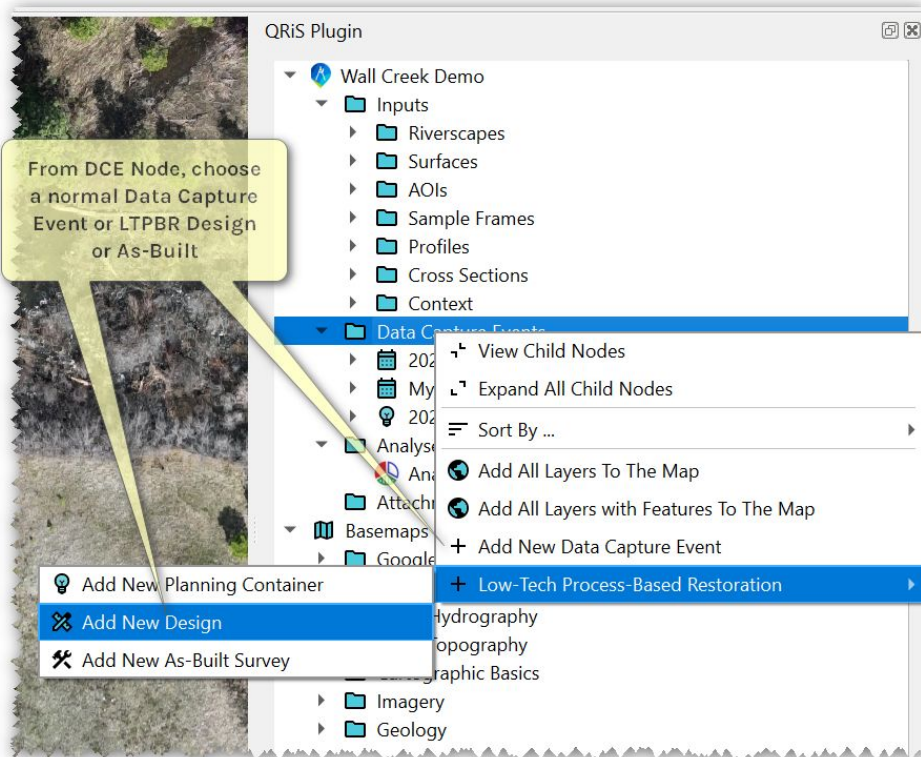 QRiS Plugin
Wall Creek Demo
Inputs
Riverscapes
Surfaces
AOIs
Sample Frames
Profiles
Cross Sections
Context
From DCE Node, choose
a normal Data Capture
Event or LTPBR Design
or As-Built
Data Capture Events
View Child Nodes
Expand All Child Nodes
Sort By ...
Add All Layers To The Map
Add All Layers with Features To The Map
Add New Data Capture Event
Low-Tech Process-Based Restoration
Basemaps
Add New Planning Container
Add New Design
Add New As-Built Survey
Hydrography
Topography
Cartographic Basics
Imagery
Geology